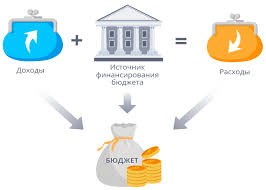 Доходы
Источник
финансирования
бюджета
Расходы
БЮДЖЕТ